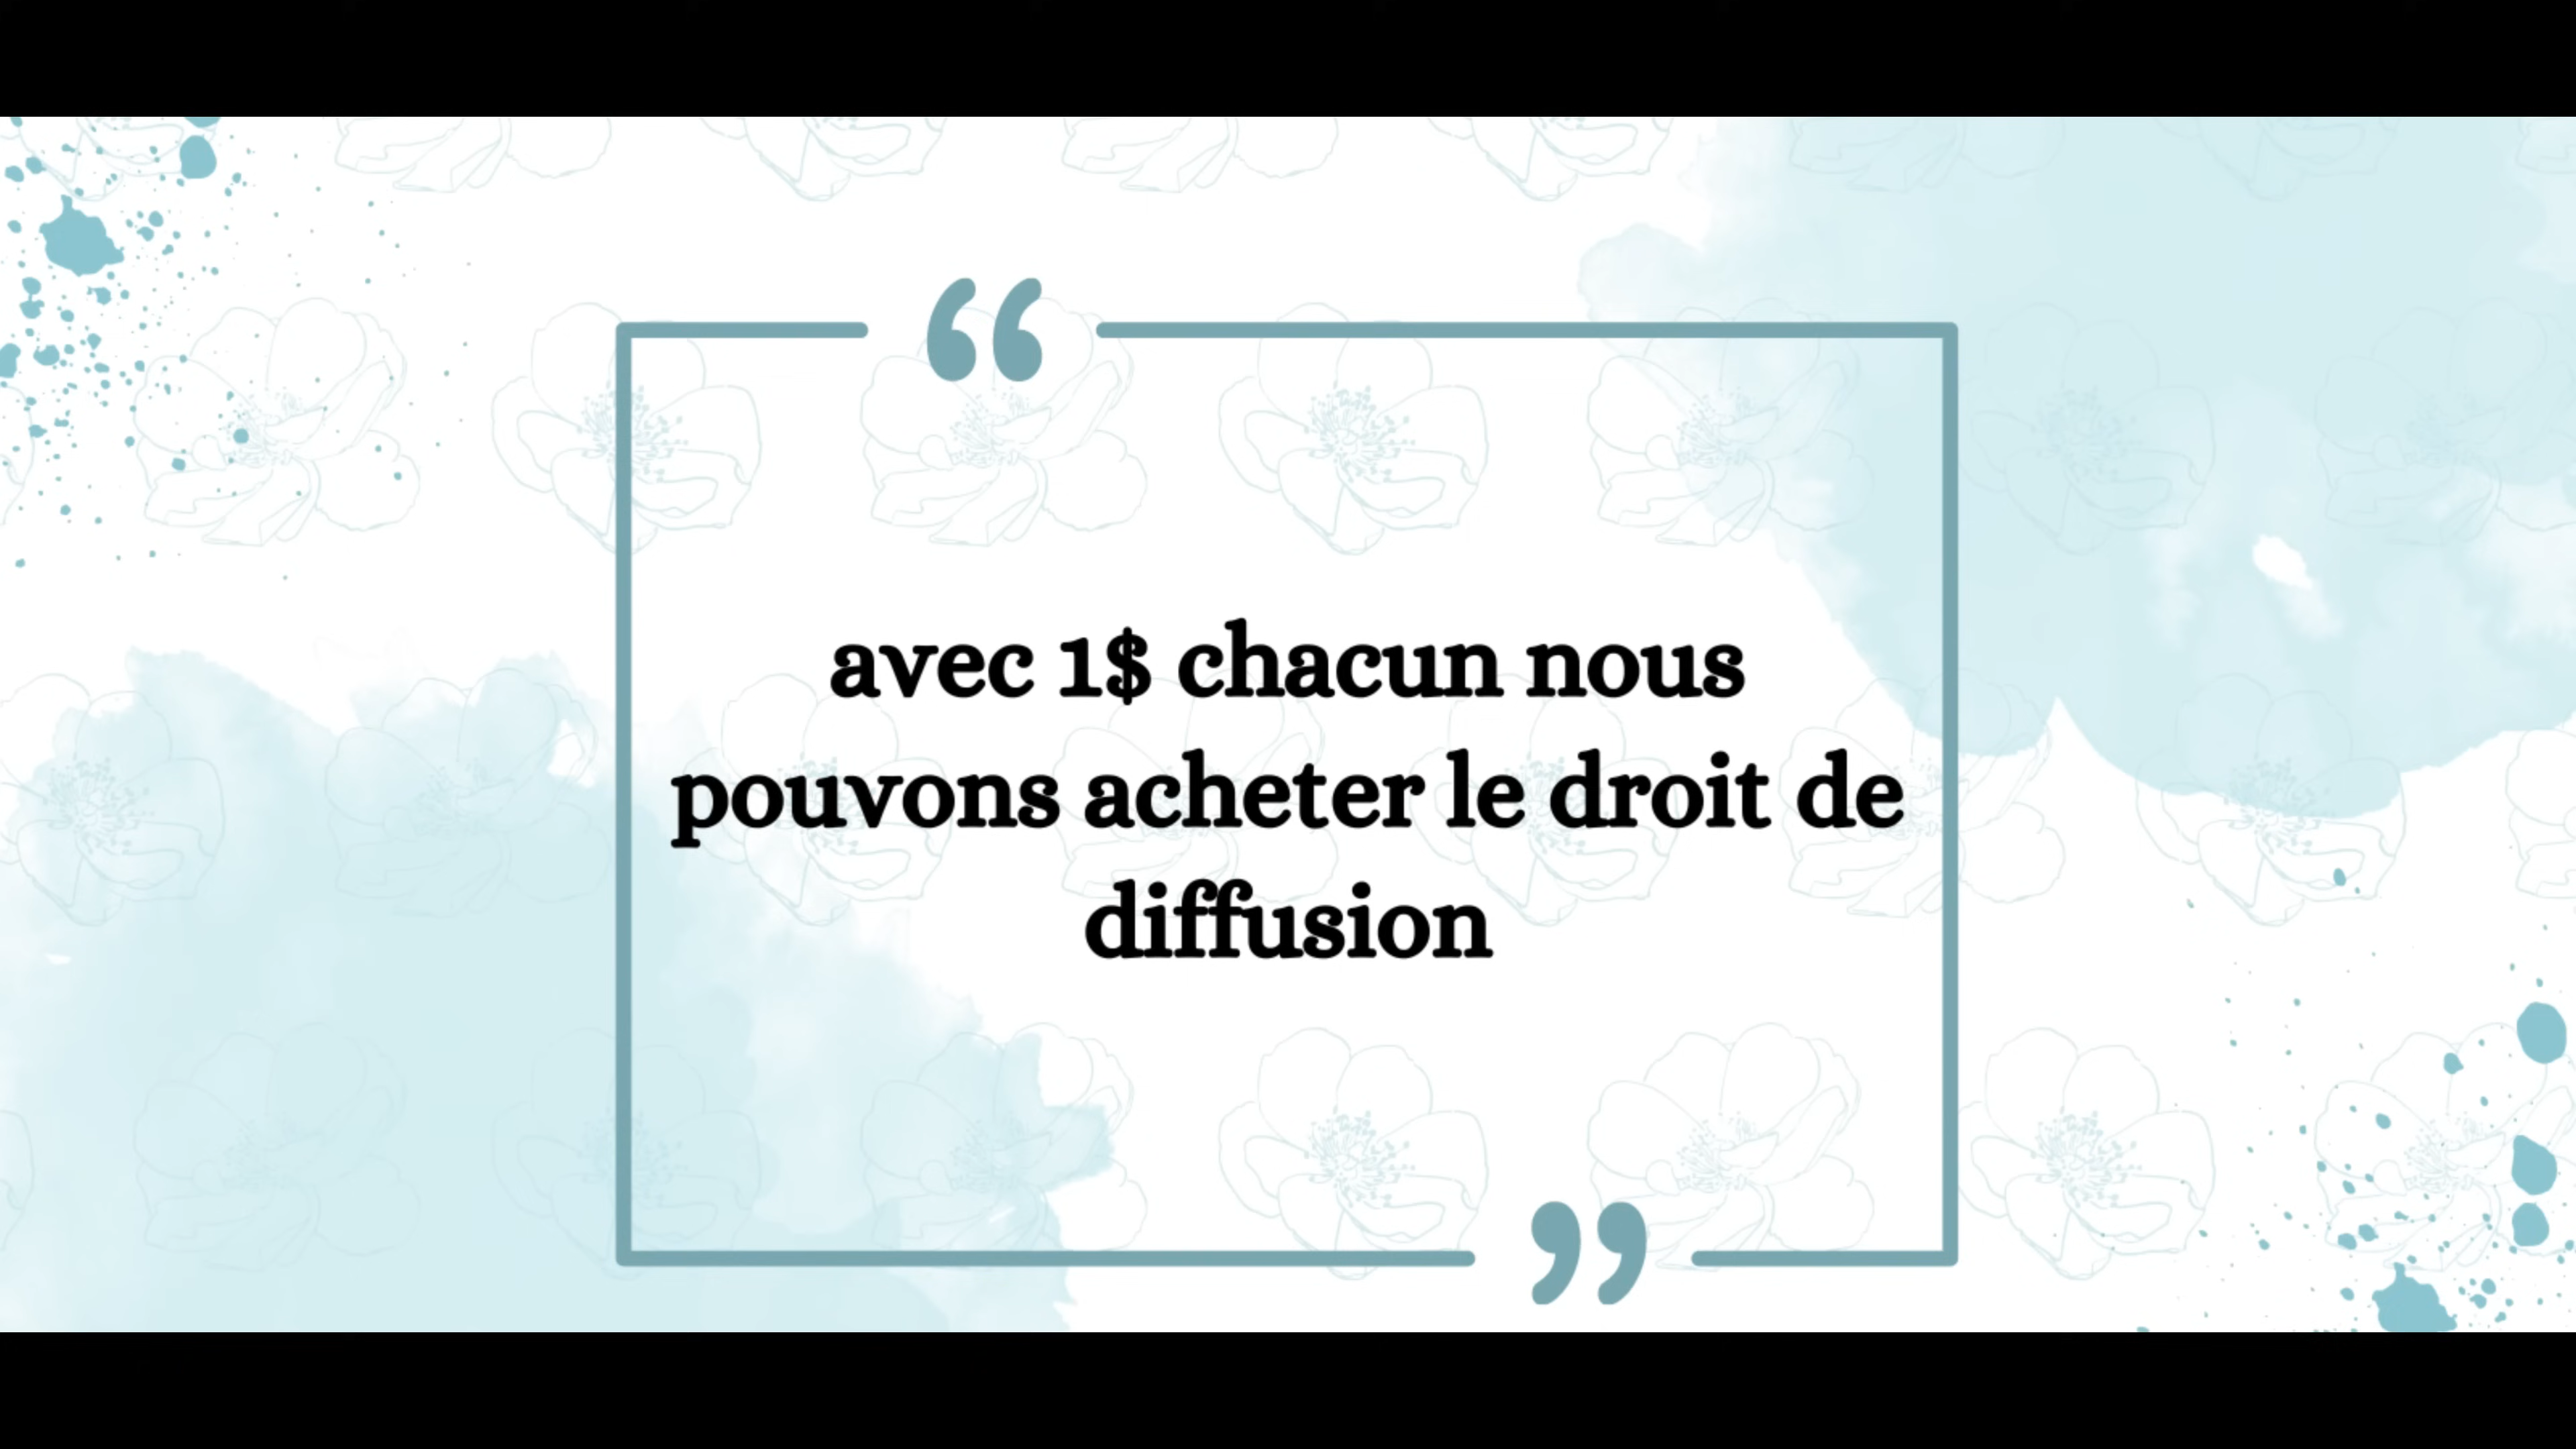 avec 1$ chacun nous
pouvons acheter le droit de
diffusion